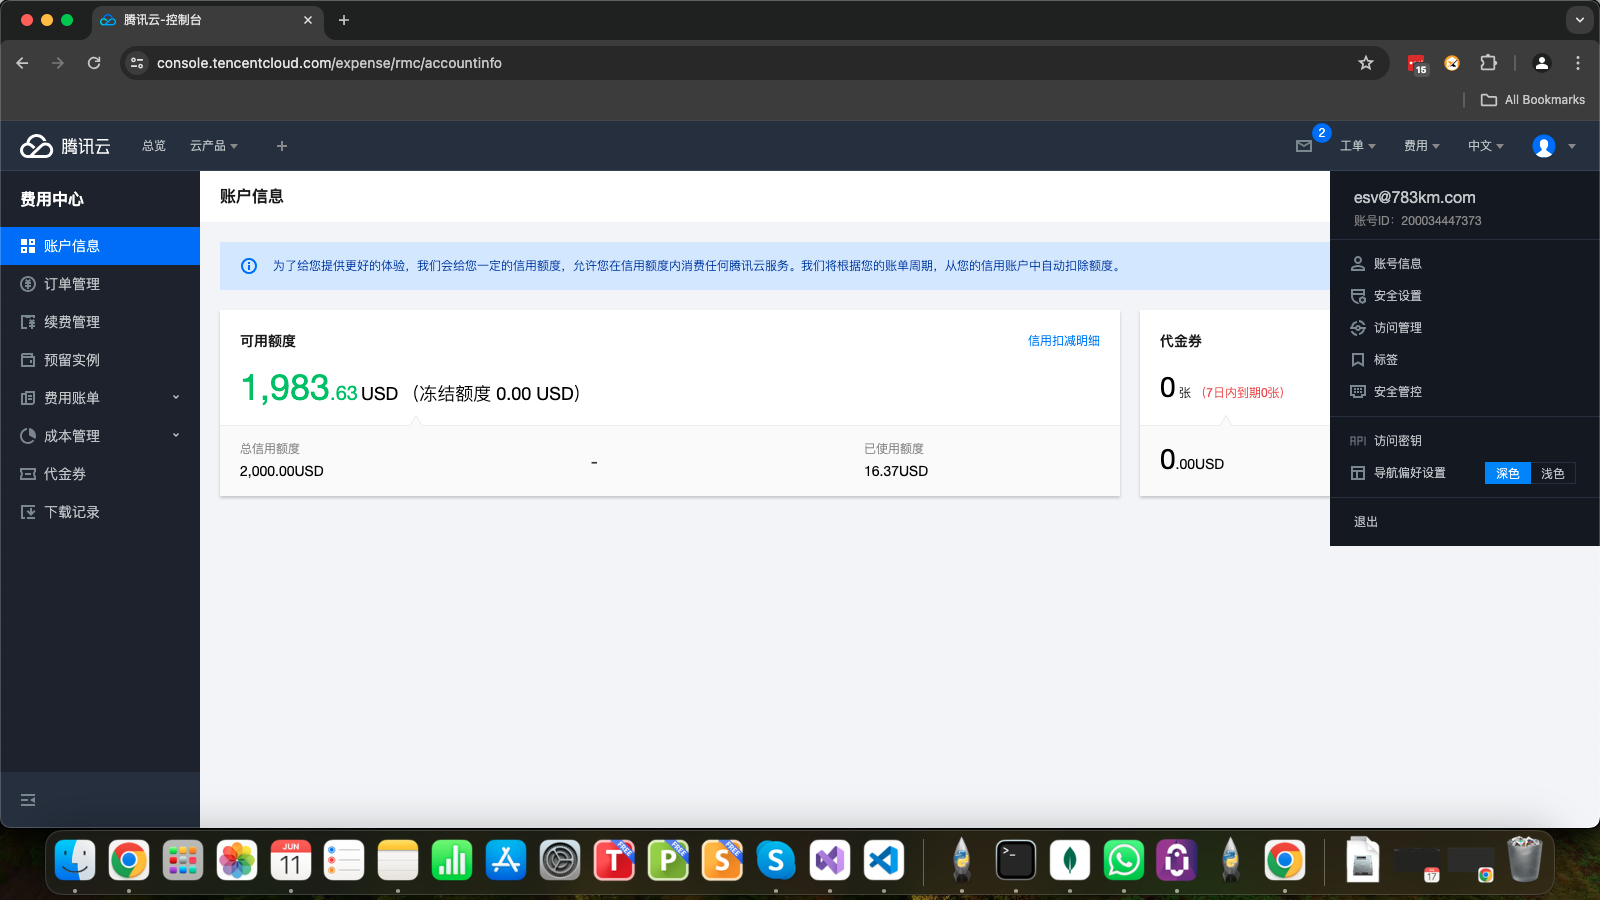 腾讯云-控制台
console.tencentcloud.com/expense/rmc/accountinfo
15
All Bookmarks
腾讯云
总览
云产品
2
工单
费用
中文
费用中心
账户信息
订单管理
续费管理
预留实例
费用账单
成本管理
代金券
下载记录
账户信息
为了给您提供更好的体验，我们会给您一定的信用额度，允许您在信用额度内消费任何腾讯云服务。我们将根据您的账单周期，从您的信用账户中自动扣除额度。
可用额度
信用扣减明细
1,983.63 USD （冻结额度 0.00 USD）
总信用额度
2,000.00USD
-
已使用额度
16.37USD
代金券
0 张 （7日内到期0张）
0.00USD
esv@783km.com
账号ID： 200034447373
账号信息
安全设置
访问管理
标签
安全管控
API 访问密钥
导航偏好设置
深色
浅色
退出
JUN
11
T
FREE
P
FREE
S
FREE
S
17